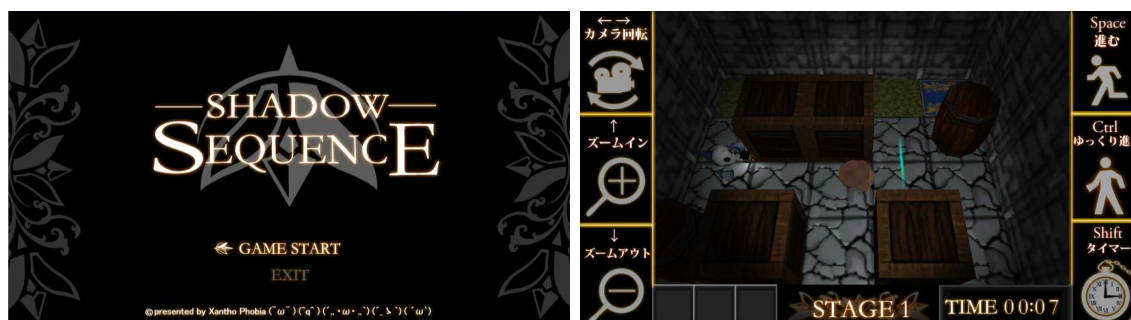 SHADOW
SEQUENCE
GAME START
EXIT
©presented by Xantho Phobia
← →
カメラ回転
↑
ズームイン
↓
ズームアウト
Space
進む
Ctrl
ゆっくり進
Shift
タイマー
STAGE 1
TIME 00:07